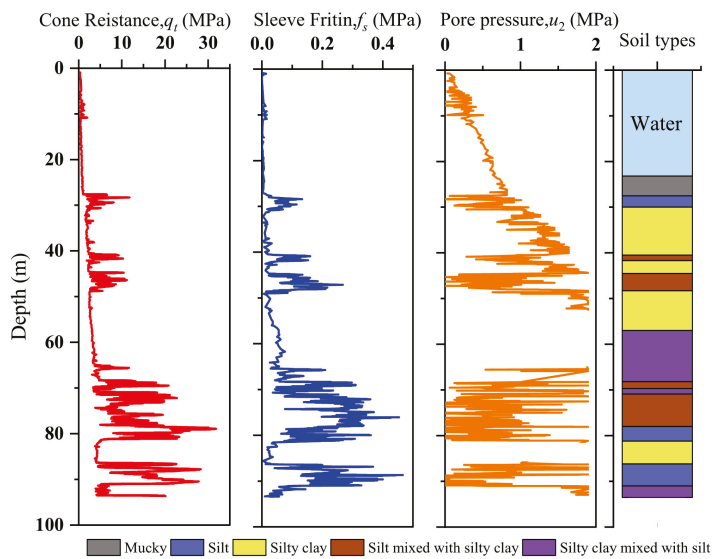 Cone Reistance,qt (MPa)
Sleeve Fritin,fs (MPa)
Pore pressure,u2 (MPa)
Soil types
0 10 20 30
0.0 0.2 0.4
0 1 2
0
20
40
60
80
100
Depth (m)
Water
Mucky Silt Silty clay Silt mixed with silty clay Silty clay mixed with silt